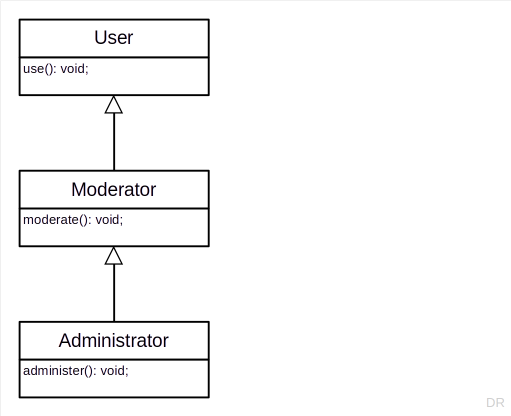 User
use(): void;
Moderator
moderate(): void;
Administrator
administer(): void;
DR